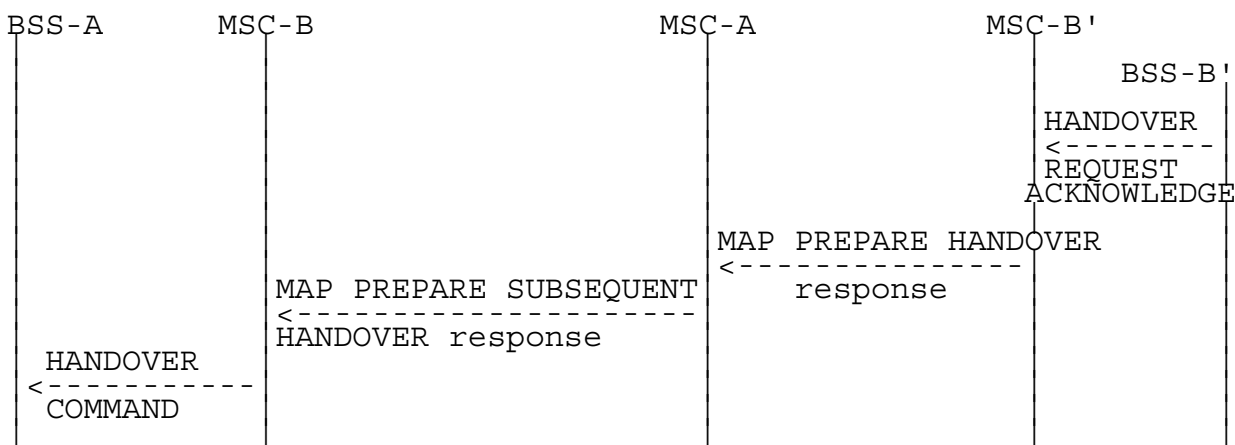 BSS-A MSC-B MSC-A MSC-B'
BSS-B'
HANDOVER
REQUEST
ACKNOWLEDGE
MAP PREPARE HANDOVER
response
MAP PREPARE SUBSEQUENT
HANDOVER response
HANDOVER
COMMAND